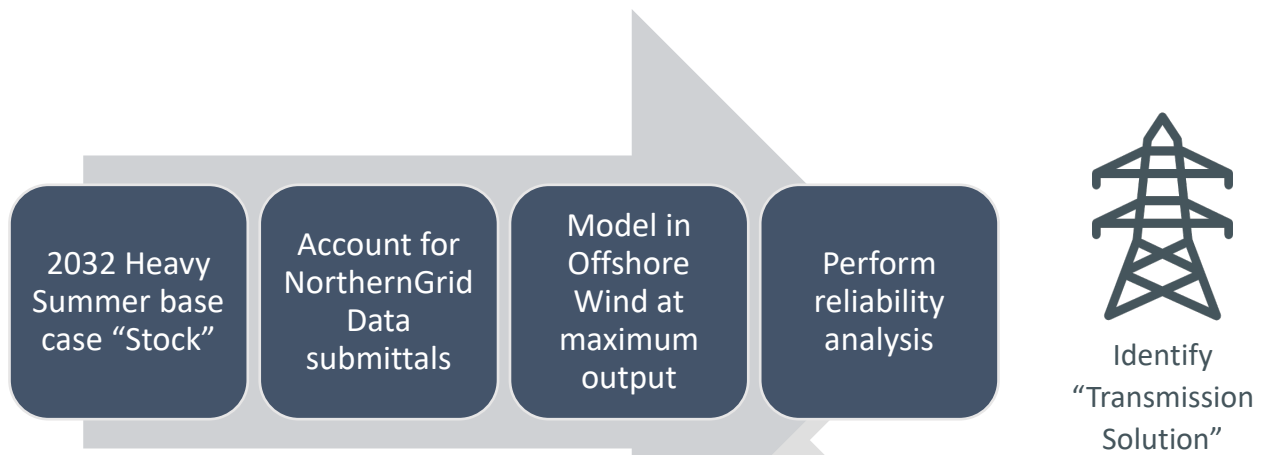 2032 Heavy
Summer base
case “Stock”
Account for
NorthernGrid
Data
submittals
Model in
Offshore
Wind at
maximum
output
Perform
reliability
analysis
Identify
“Transmission
Solution”